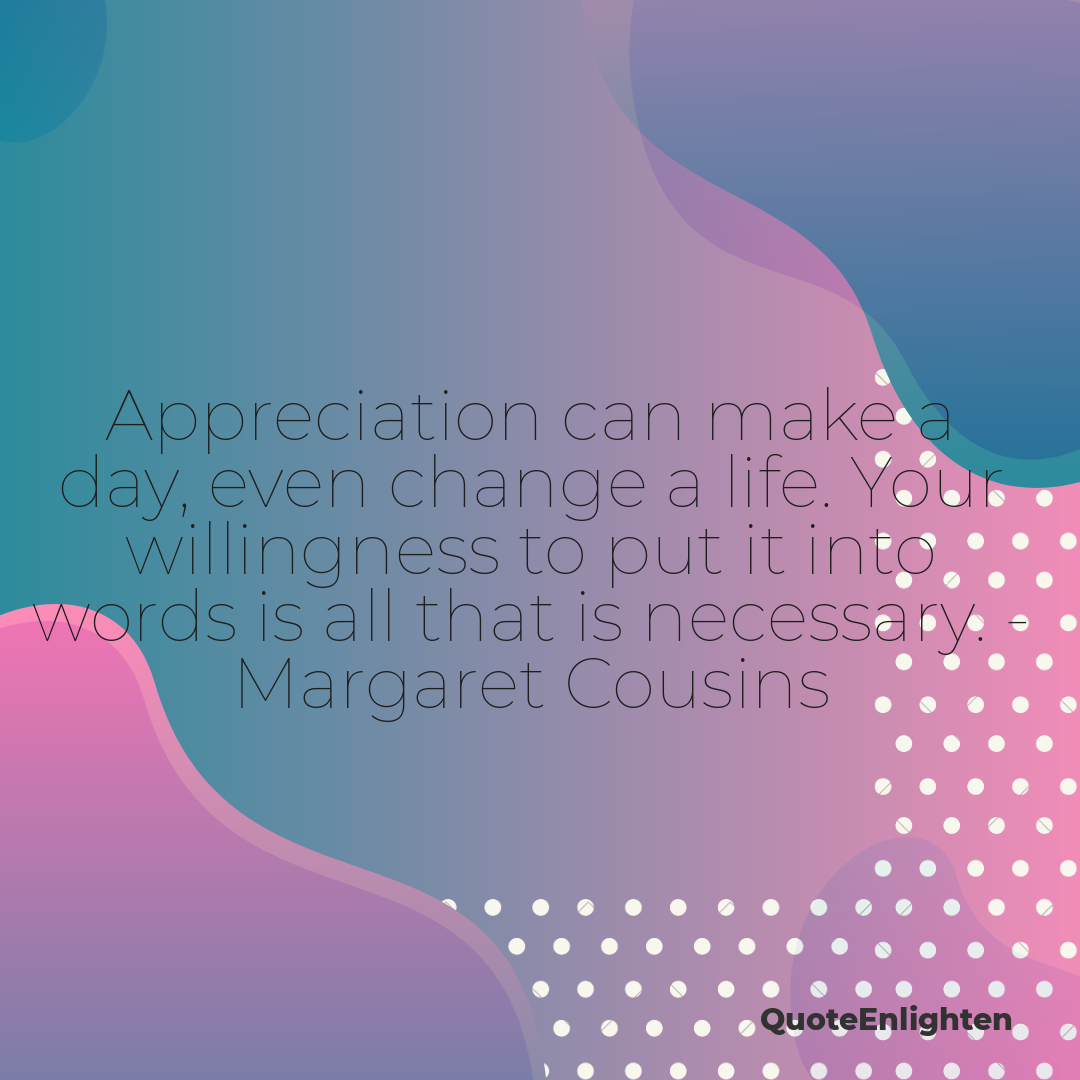 Appreciation can make a
day, even change a life. Your
willingness to put it into
words is all that is necessary. -
Margaret Cousins
QuoteEnlighten